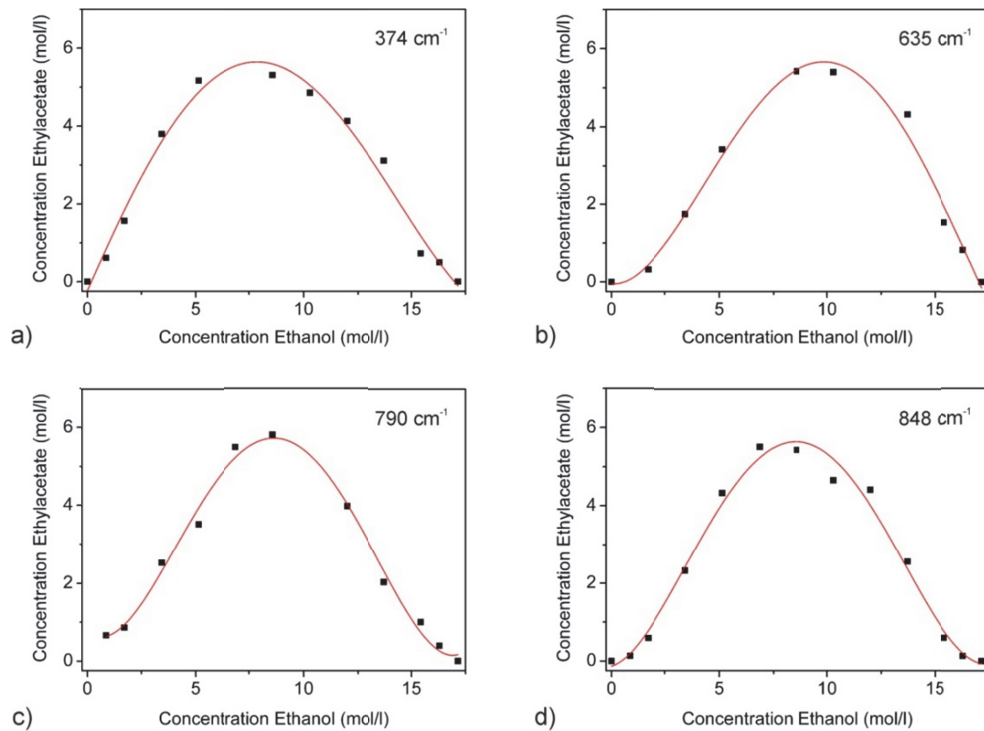 374 cm⁻¹
Concentration Ethylacetate (mol/l)
6
4
2
0
0 5 10 15
Concentration Ethanol (mol/l)
a)
635 cm⁻¹
Concentration Ethylacetate (mol/l)
6
4
2
0
0 5 10 15
Concentration Ethanol (mol/l)
b)
790 cm⁻¹
Concentration Ethylacetate (mol/l)
6
4
2
0
0 5 10 15
Concentration Ethanol (mol/l)
c)
848 cm⁻¹
Concentration Ethylacetate (mol/l)
6
4
2
0
0 5 10 15
Concentration Ethanol (mol/l)
d)